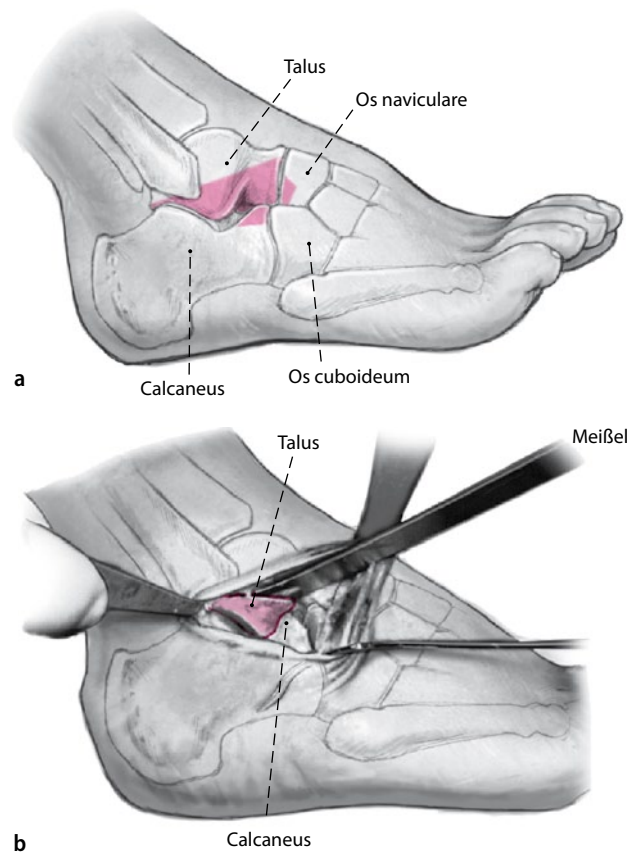 Talus
Os naviculare
Calcaneus
Os cuboideum
a
Talus
Meißel
Calcaneus
b